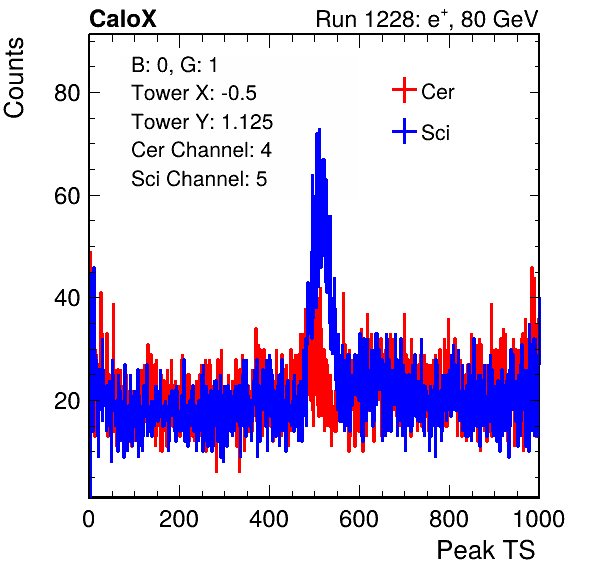 CaloX Run 1228: e⁺, 80 GeV
Counts
B: 0, G: 1
Tower X: -0.5
Tower Y: 1.125
Cer Channel: 4
Sci Channel: 5
Cer
Sci
80
60
40
20
0 200 400 600 800 1000
Peak TS